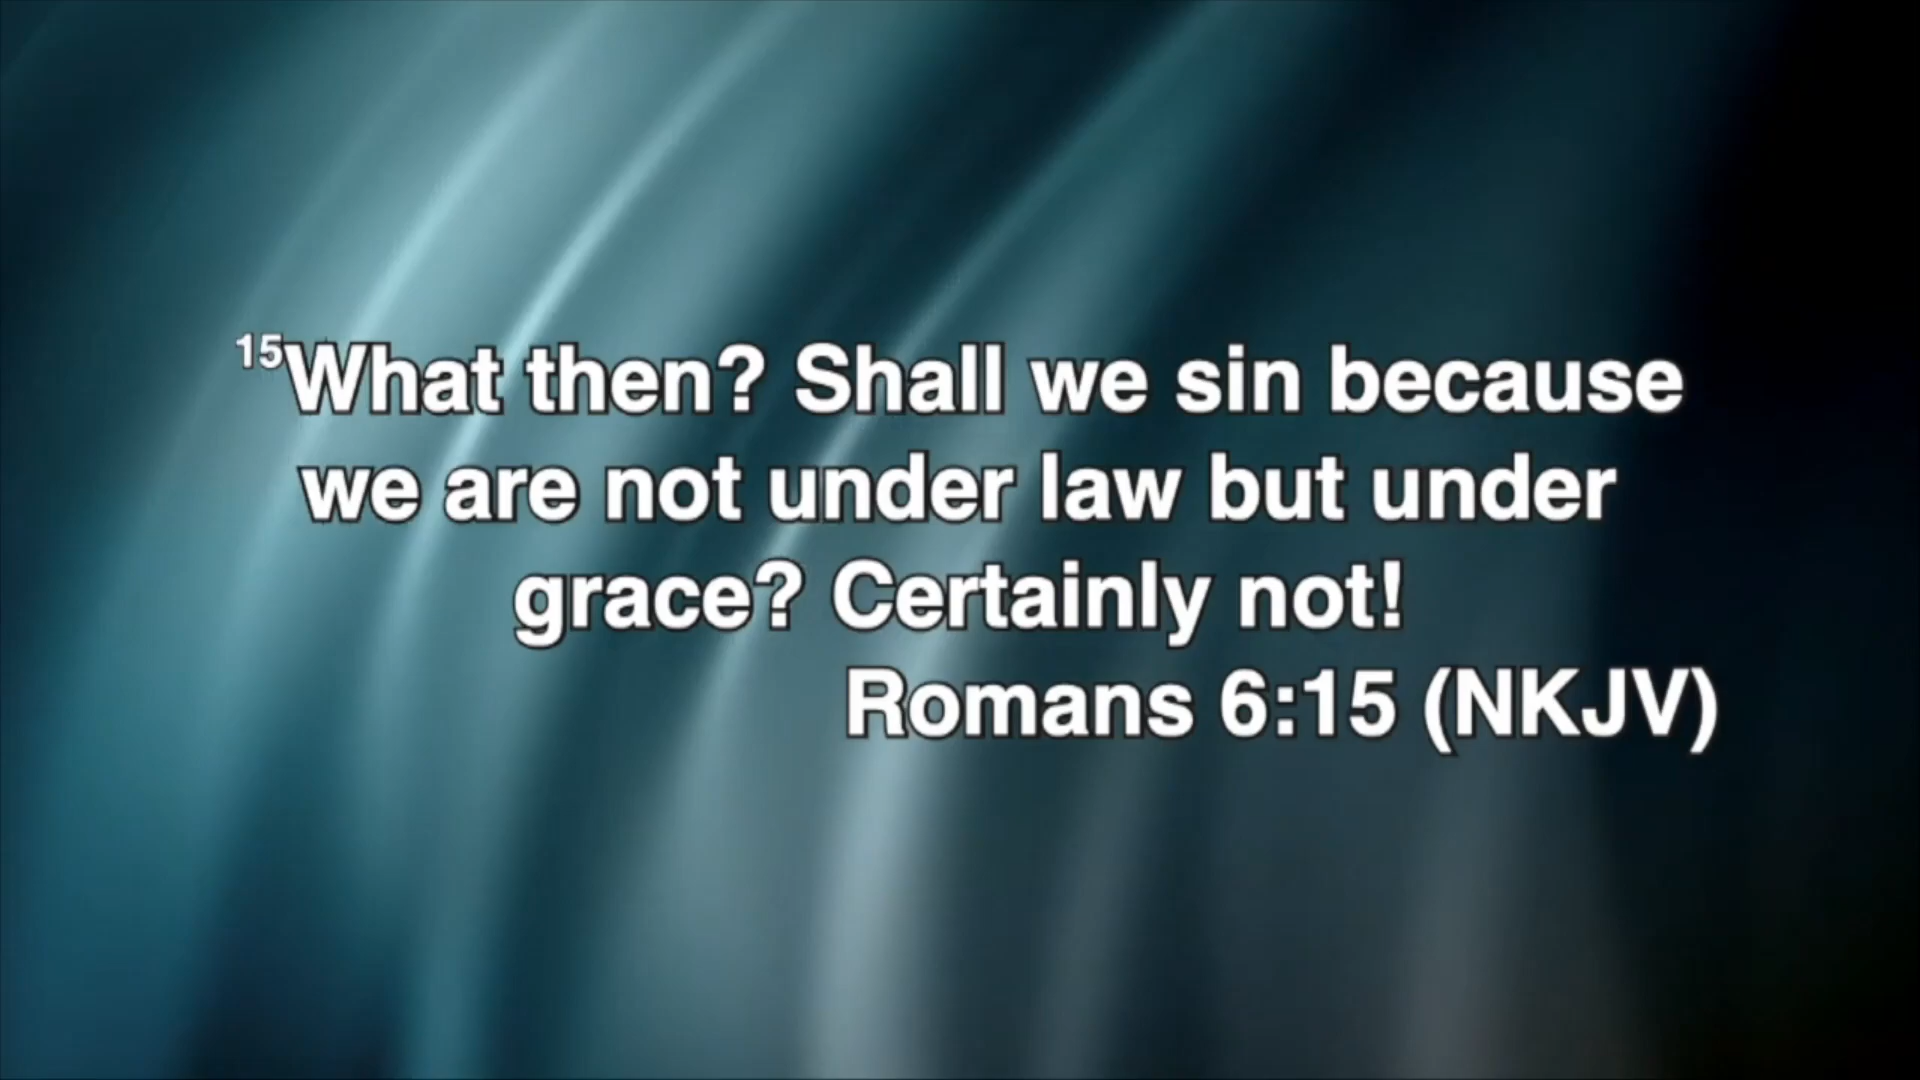 15What then? Shall we sin because
we are not under law but under
grace? Certainly not!
Romans 6:15 (NKJV)